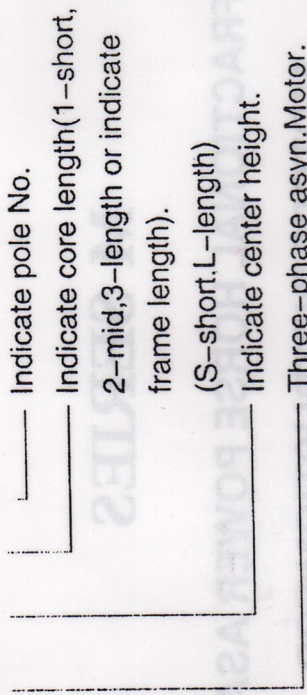 Indicate pole No.
Indicate core length(1-short,
2-mid,3-length or indicate
frame length).
(S-short.L-length)
Indicate center height.
Three-phase asyn.Motor.